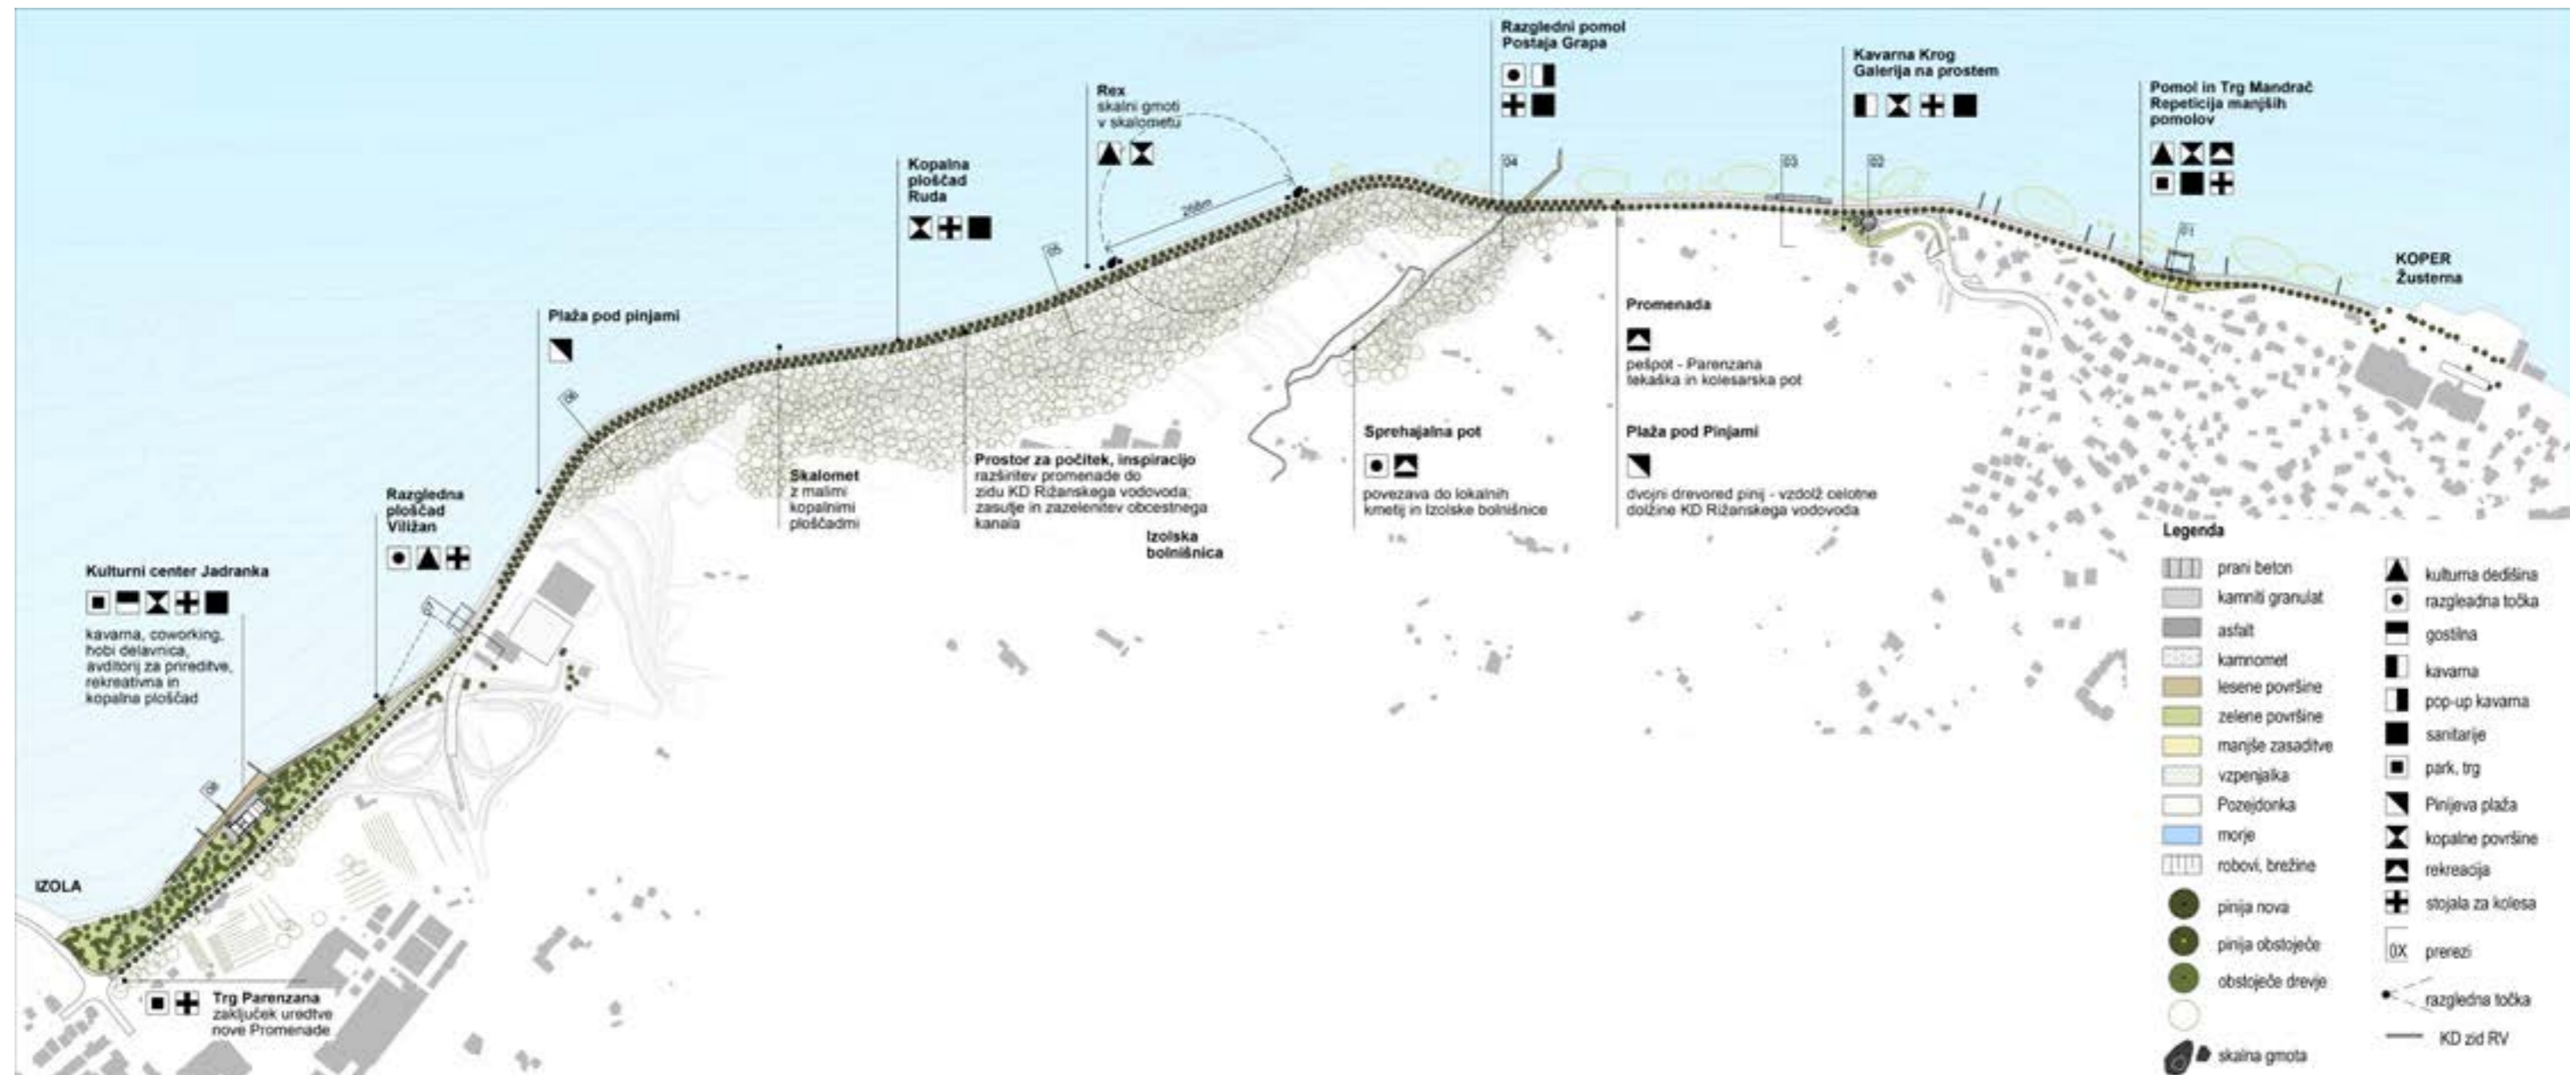 Razgledni pomol
Postaja Grapa
Kavarna Krog
Galerija na prostem
Pomol in Trg Mandrač
Repeticija manjših
pomolov
Rex
skalni gmoti
v skalometu
Kopalna
ploščad
Ruda
268m
04
03
02
01
05
06
07
08
KOPER
Žusterna
Plaža pod pinjami
Promenada
pešpot - Parenzana
tekaška in kolesarska pot
Sprehajalna pot
povezava do lokalnih
kmetij in Izolske bolnišnice
Plaža pod Pinjami
dvojni drevored pinij - vzdolž celotne
dolžine KD Rižanskega vodovoda
Skalomet
z malimi
kopalnimi
ploščadmi
Prostor za počitek, inspiracijo
razširitev promenade do
zidu KD Rižanskega vodovoda;
zasutje in zazelenitev obcestnega
kanala
Izolska
bolnišnica
Razgledna
ploščad
Viližan
Kulturni center Jadranka
kavarna, coworking,
hobi delavnica,
avditorij za prireditve,
rekreativna in
kopalna ploščad
IZOLA
Trg Parenzana
zaključek uredtve
nove Promenade
Legenda
prani beton
kamniti granulat
asfalt
kamnomet
lesene površine
zelene površine
manjše zasaditve
vzpenjalka
Pozejdonka
morje
robovi, brežine
pinija nova
pinija obstoječe
obstoječe drevje
skalna gmota
kulturna dedišina
razgleadna točka
gostilna
kavarna
pop-up kavarna
sanitarije
park, trg
Pinijeva plaža
kopalne površine
rekreacija
stojala za kolesa
0X prerezi
razgledna točka
KD zid RV